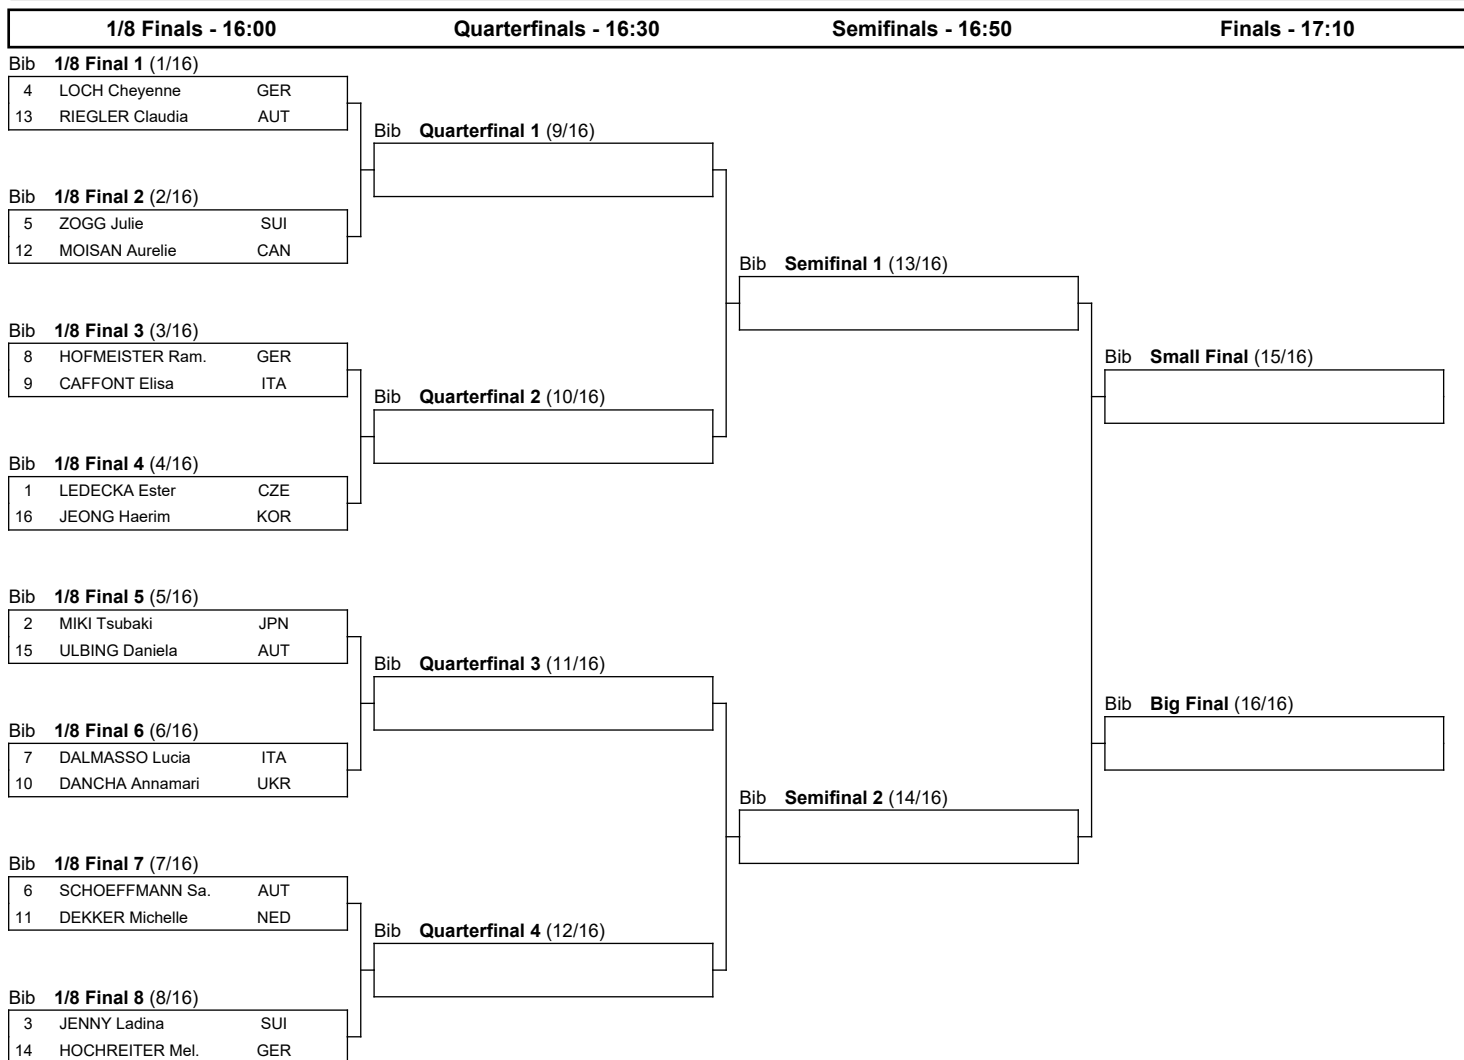 1/8 Finals - 16:00 Quarterfinals - 16:30 Semifinals - 16:50 Finals - 17:10
Bib 1/8 Final 1 (1/16)
4 LOCH Cheyenne GER
13 RIEGLER Claudia AUT
Bib Quarterfinal 1 (9/16)
Bib 1/8 Final 2 (2/16)
5 ZOGG Julie SUI
12 MOISAN Aurelie CAN
Bib Semifinal 1 (13/16)
Bib 1/8 Final 3 (3/16)
8 HOFMEISTER Ram. GER
9 CAFFONT Elisa ITA
Bib Small Final (15/16)
Bib Quarterfinal 2 (10/16)
Bib 1/8 Final 4 (4/16)
1 LEDECKA Ester CZE
16 JEONG Haerim KOR
Bib 1/8 Final 5 (5/16)
2 MIKI Tsubaki JPN
15 ULBING Daniela AUT
Bib Quarterfinal 3 (11/16)
Bib Big Final (16/16)
Bib 1/8 Final 6 (6/16)
7 DALMASSO Lucia ITA
10 DANCHA Annamari UKR
Bib Semifinal 2 (14/16)
Bib 1/8 Final 7 (7/16)
6 SCHOEFFMANN Sa. AUT
11 DEKKER Michelle NED
Bib Quarterfinal 4 (12/16)
Bib 1/8 Final 8 (8/16)
3 JENNY Ladina SUI
14 HOCHREITER Mel. GER